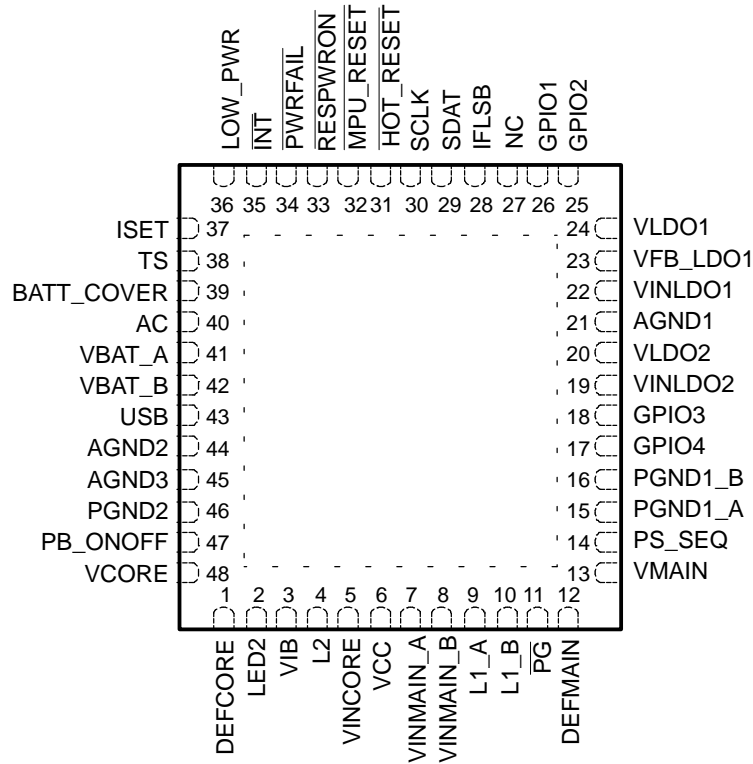 LOW_PWR
INT
PWRFAIL
RESPWRON
MPU_RESET
HOT_RESET
SCLK
SDAT
IFLSB
NC
GPIO1
GPIO2
36 35 34 33 32 31 30 29 28 27 26 25
ISET 37 24 VLDO1
TS 38 23 VFB_LDO1
BATT_COVER 39 22 VINLDO1
AC 40 21 AGND1
VBAT_A 41 20 VLDO2
VBAT_B 42 19 VINLDO2
USB 43 18 GPIO3
AGND2 44 17 GPIO4
AGND3 45 16 PGND1_B
PGND2 46 15 PGND1_A
PB_ONOFF 47 14 PS_SEQ
VCORE 48 13 VMAIN
1 2 3 4 5 6 7 8 9 10 11 12
DEFCORE
LED2
VIB
L2
VINCORE
VCC
VINMAIN_A
VINMAIN_B
L1_A
L1_B
PG
DEFMAIN